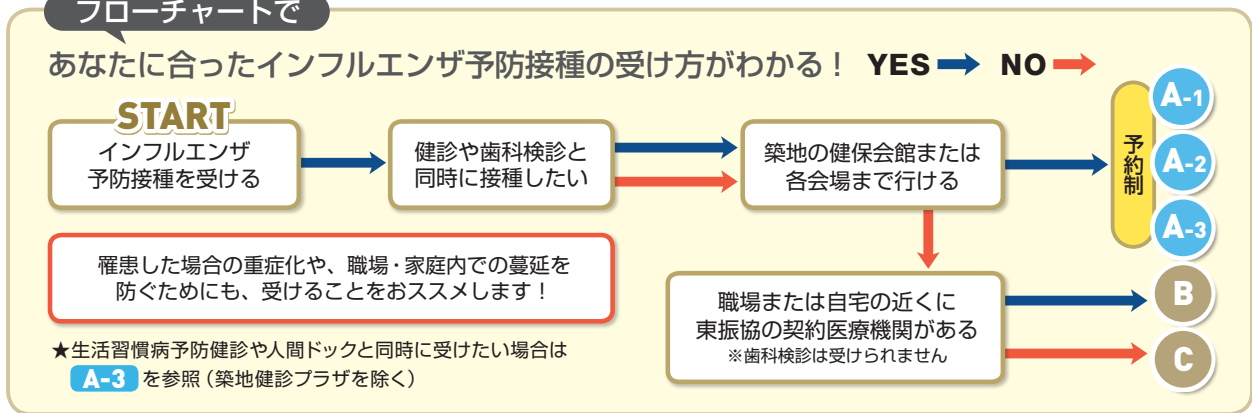 フローチャートで
あなたに合ったインフルエンザ予防接種の受け方がわかる！ YES NO
START
インフルエンザ
予防接種を受ける
健診や歯科検診と
同時に接種したい
築地の健保会館または
各会場まで行ける
予約制
A-1
A-2
A-3
罹患した場合の重症化や、職場・家庭内での蔓延を
防ぐためにも、受けることをおススメします！
職場または自宅の近くに
東振協の契約医療機関がある
※歯科検診は受けられません
B
C
★生活習慣病予防健診や人間ドックと同時に受けたい場合は
A-3 を参照（築地健診プラザを除く）